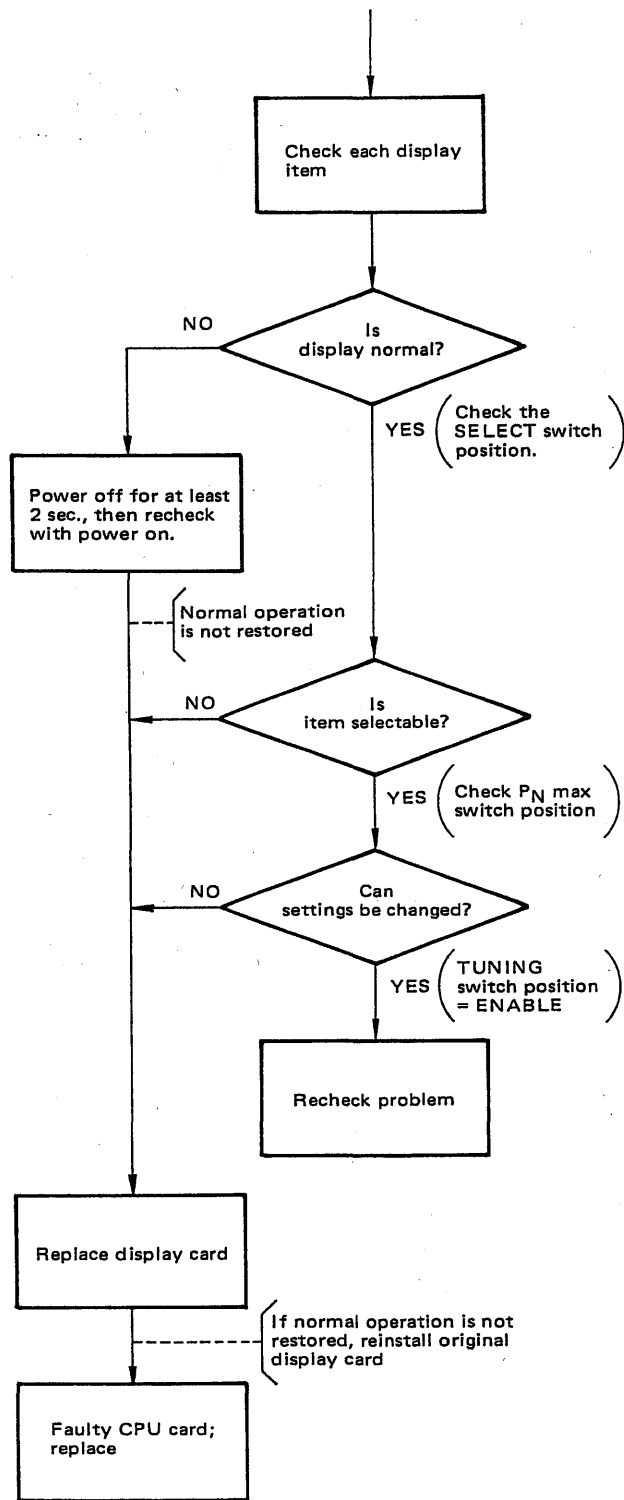 Check each display
item
NO
Is
display normal?
YES
Check the
SELECT switch
position.
Power off for at least
2 sec., then recheck
with power on.
Normal operation
is not restored
NO
Is
item selectable?
YES
Check PN max
switch position
NO
Can
settings be changed?
YES
TUNING
switch position
= ENABLE
Recheck problem
Replace display card
If normal operation is not
restored, reinstall original
display card
Faulty CPU card;
replace